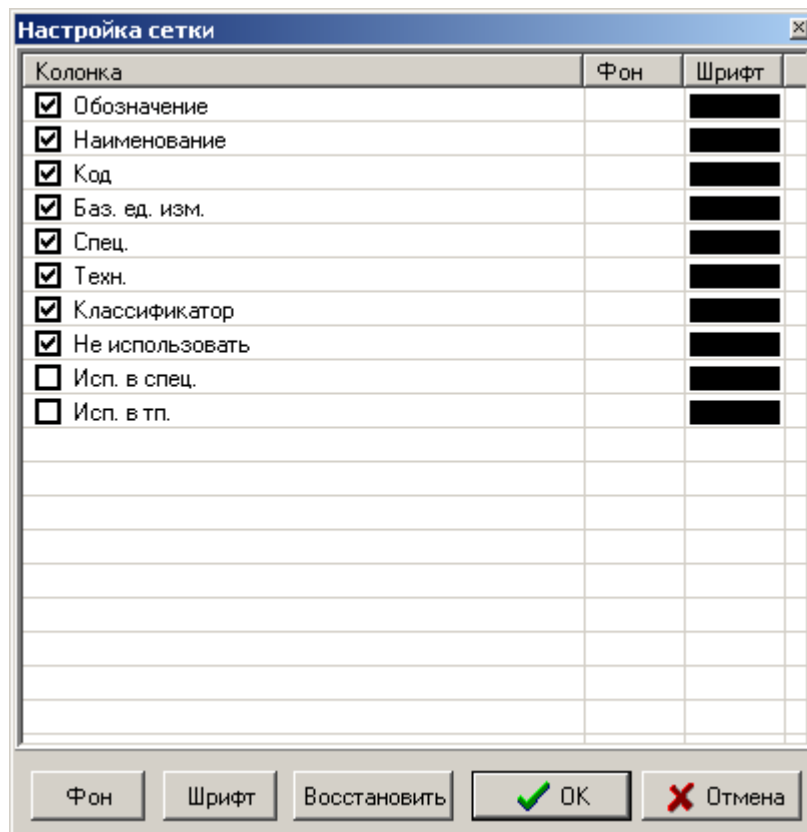 Настройка сетки
Колонка Фон Шрифт
Обозначение
Наименование
Код
Баз. ед. изм.
Спец.
Техн.
Классификатор
Не использовать
Исп. в спец.
Исп. в тп.
Фон Шрифт Восстановить OK Отмена